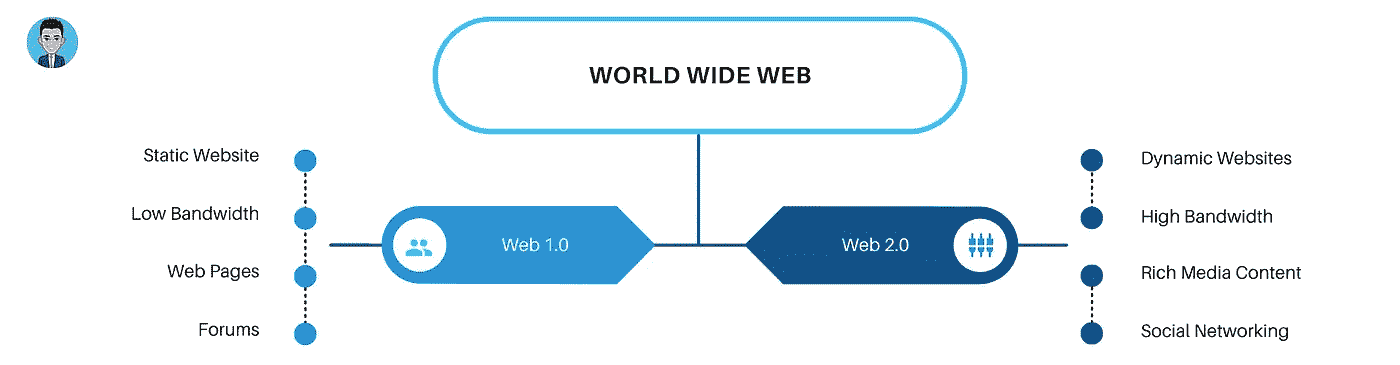 WORLD WIDE WEB
Static Website
Low Bandwidth
Web Pages
Forums
Web 1.0
Web 2.0
Dynamic Websites
High Bandwidth
Rich Media Content
Social Networking